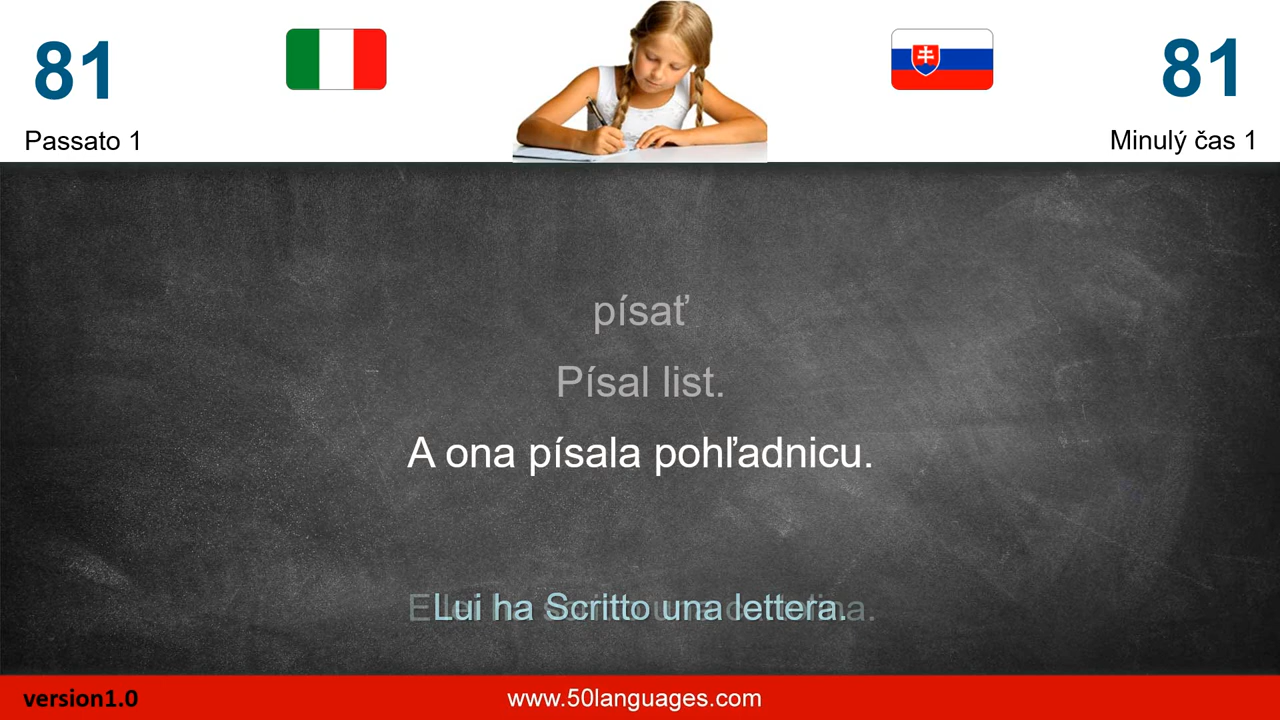 81
81
Passato 1
Minulý čas 1
písať
Písal list.
A ona písala pohľadnicu.
Lui ha Scritto una lettera.
version1.0
www.50languages.com